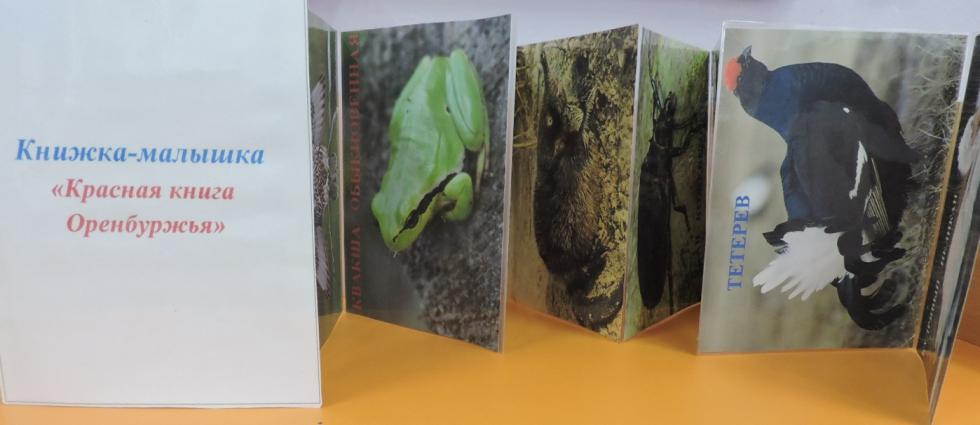 Книжка-малышка
«Красная книга
Оренбуржья»
КВАКША ОБЫКНОВЕННАЯ
ТЕТЕРЕВ